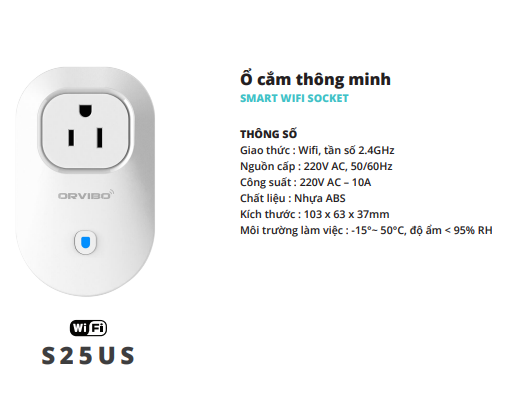 Ổ cắm thông minh
SMART WIFI SOCKET
THÔNG SỐ
Giao thức : Wifi, tần số 2.4GHz
Nguồn cấp : 220V AC, 50/60Hz
Công suất : 220V AC – 10A
Chất liệu : Nhựa ABS
Kích thước : 103 x 63 x 37mm
Môi trường làm việc : -15°~ 50°C, độ ẩm < 95% RH
ORVIBO
WiFi
S25US